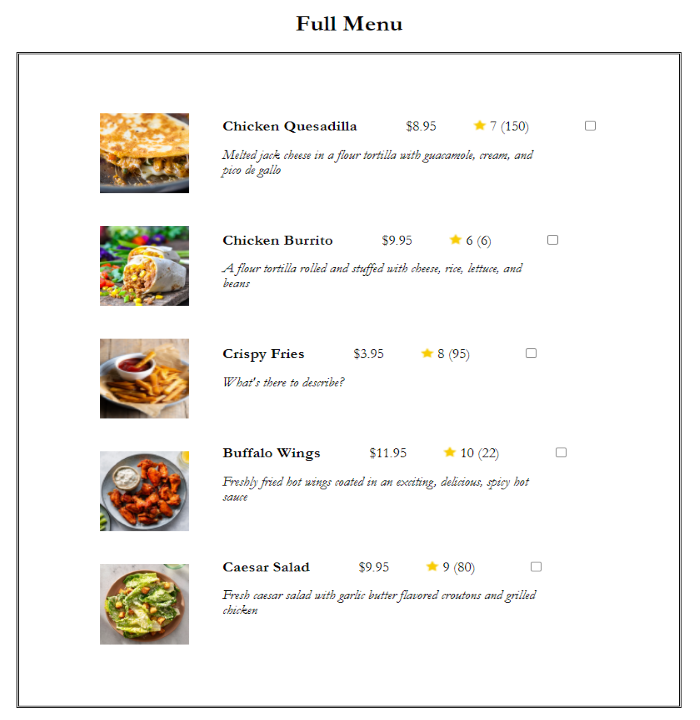 Full Menu
Chicken Quesadilla $8.95 7 (150)
Melted jack cheese in a flour tortilla with guacamole, cream, and
pico de gallo
Chicken Burrito $9.95 6 (6)
A flour tortilla rolled and stuffed with cheese, rice, lettuce, and
beans
Crispy Fries $3.95 8 (95)
What's there to describe?
Buffalo Wings $11.95 10 (22)
Freshly fried hot wings coated in an exciting, delicious, spicy hot
sauce
Caesar Salad $9.95 9 (80)
Fresh caesar salad with garlic butter flavored croutons and grilled
chicken